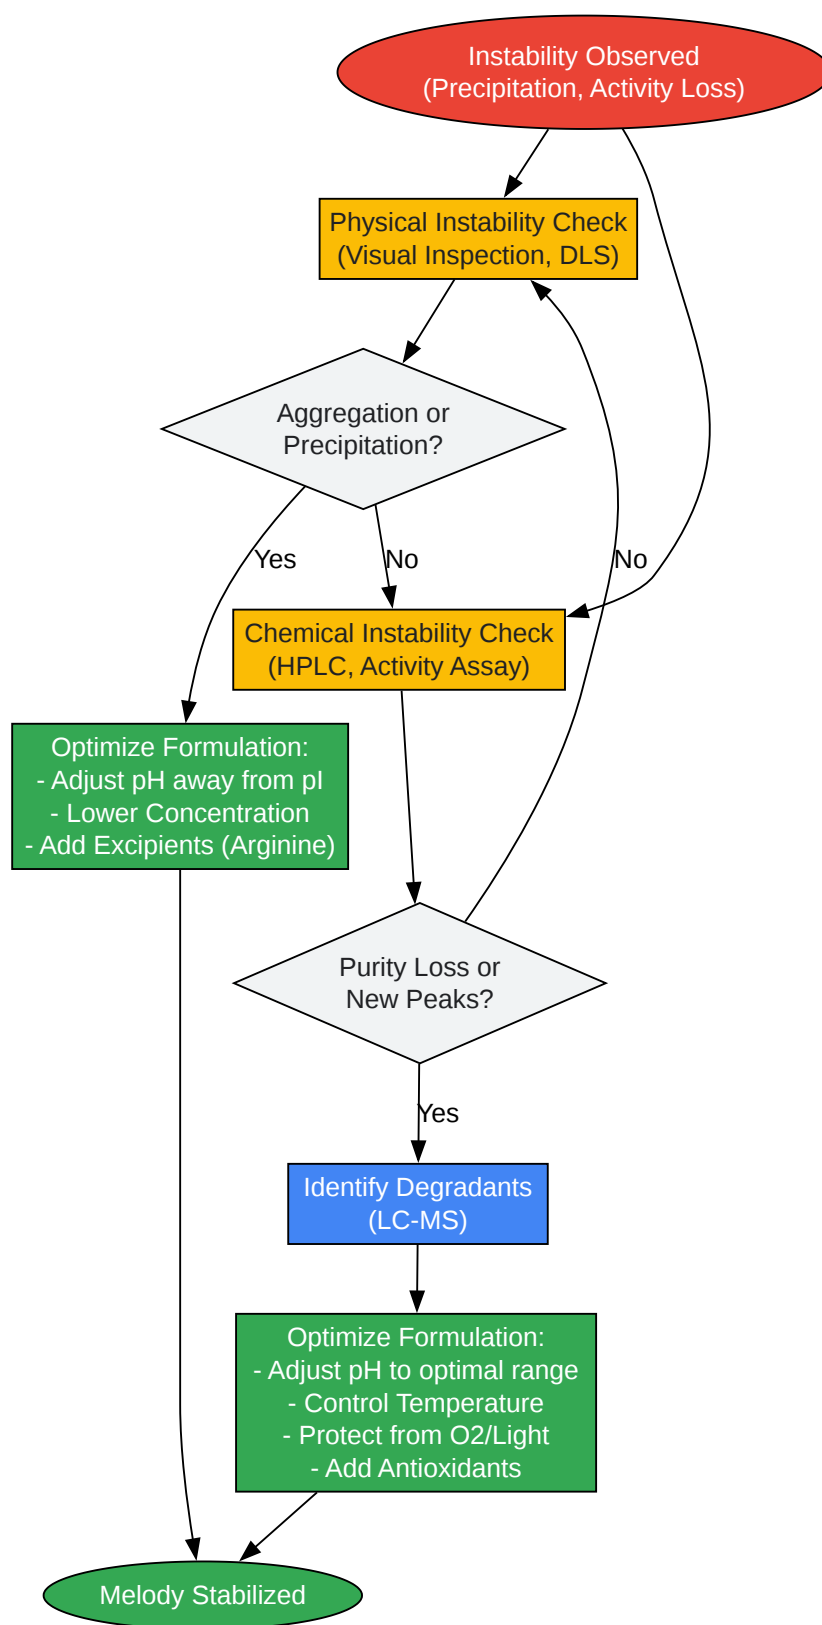 Instability Observed
(Precipitation, Activity Loss)
Physical Instability Check
(Visual Inspection, DLS)
Aggregation or
Precipitation?
Yes
No
No
Chemical Instability Check
(HPLC, Activity Assay)
Optimize Formulation:
- Adjust pH away from pI
- Lower Concentration
- Add Excipients (Arginine)
Purity Loss or
New Peaks?
Yes
Identify Degradants
(LC-MS)
Optimize Formulation:
- Adjust pH to optimal range
- Control Temperature
- Protect from O2/Light
- Add Antioxidants
Melody Stabilized